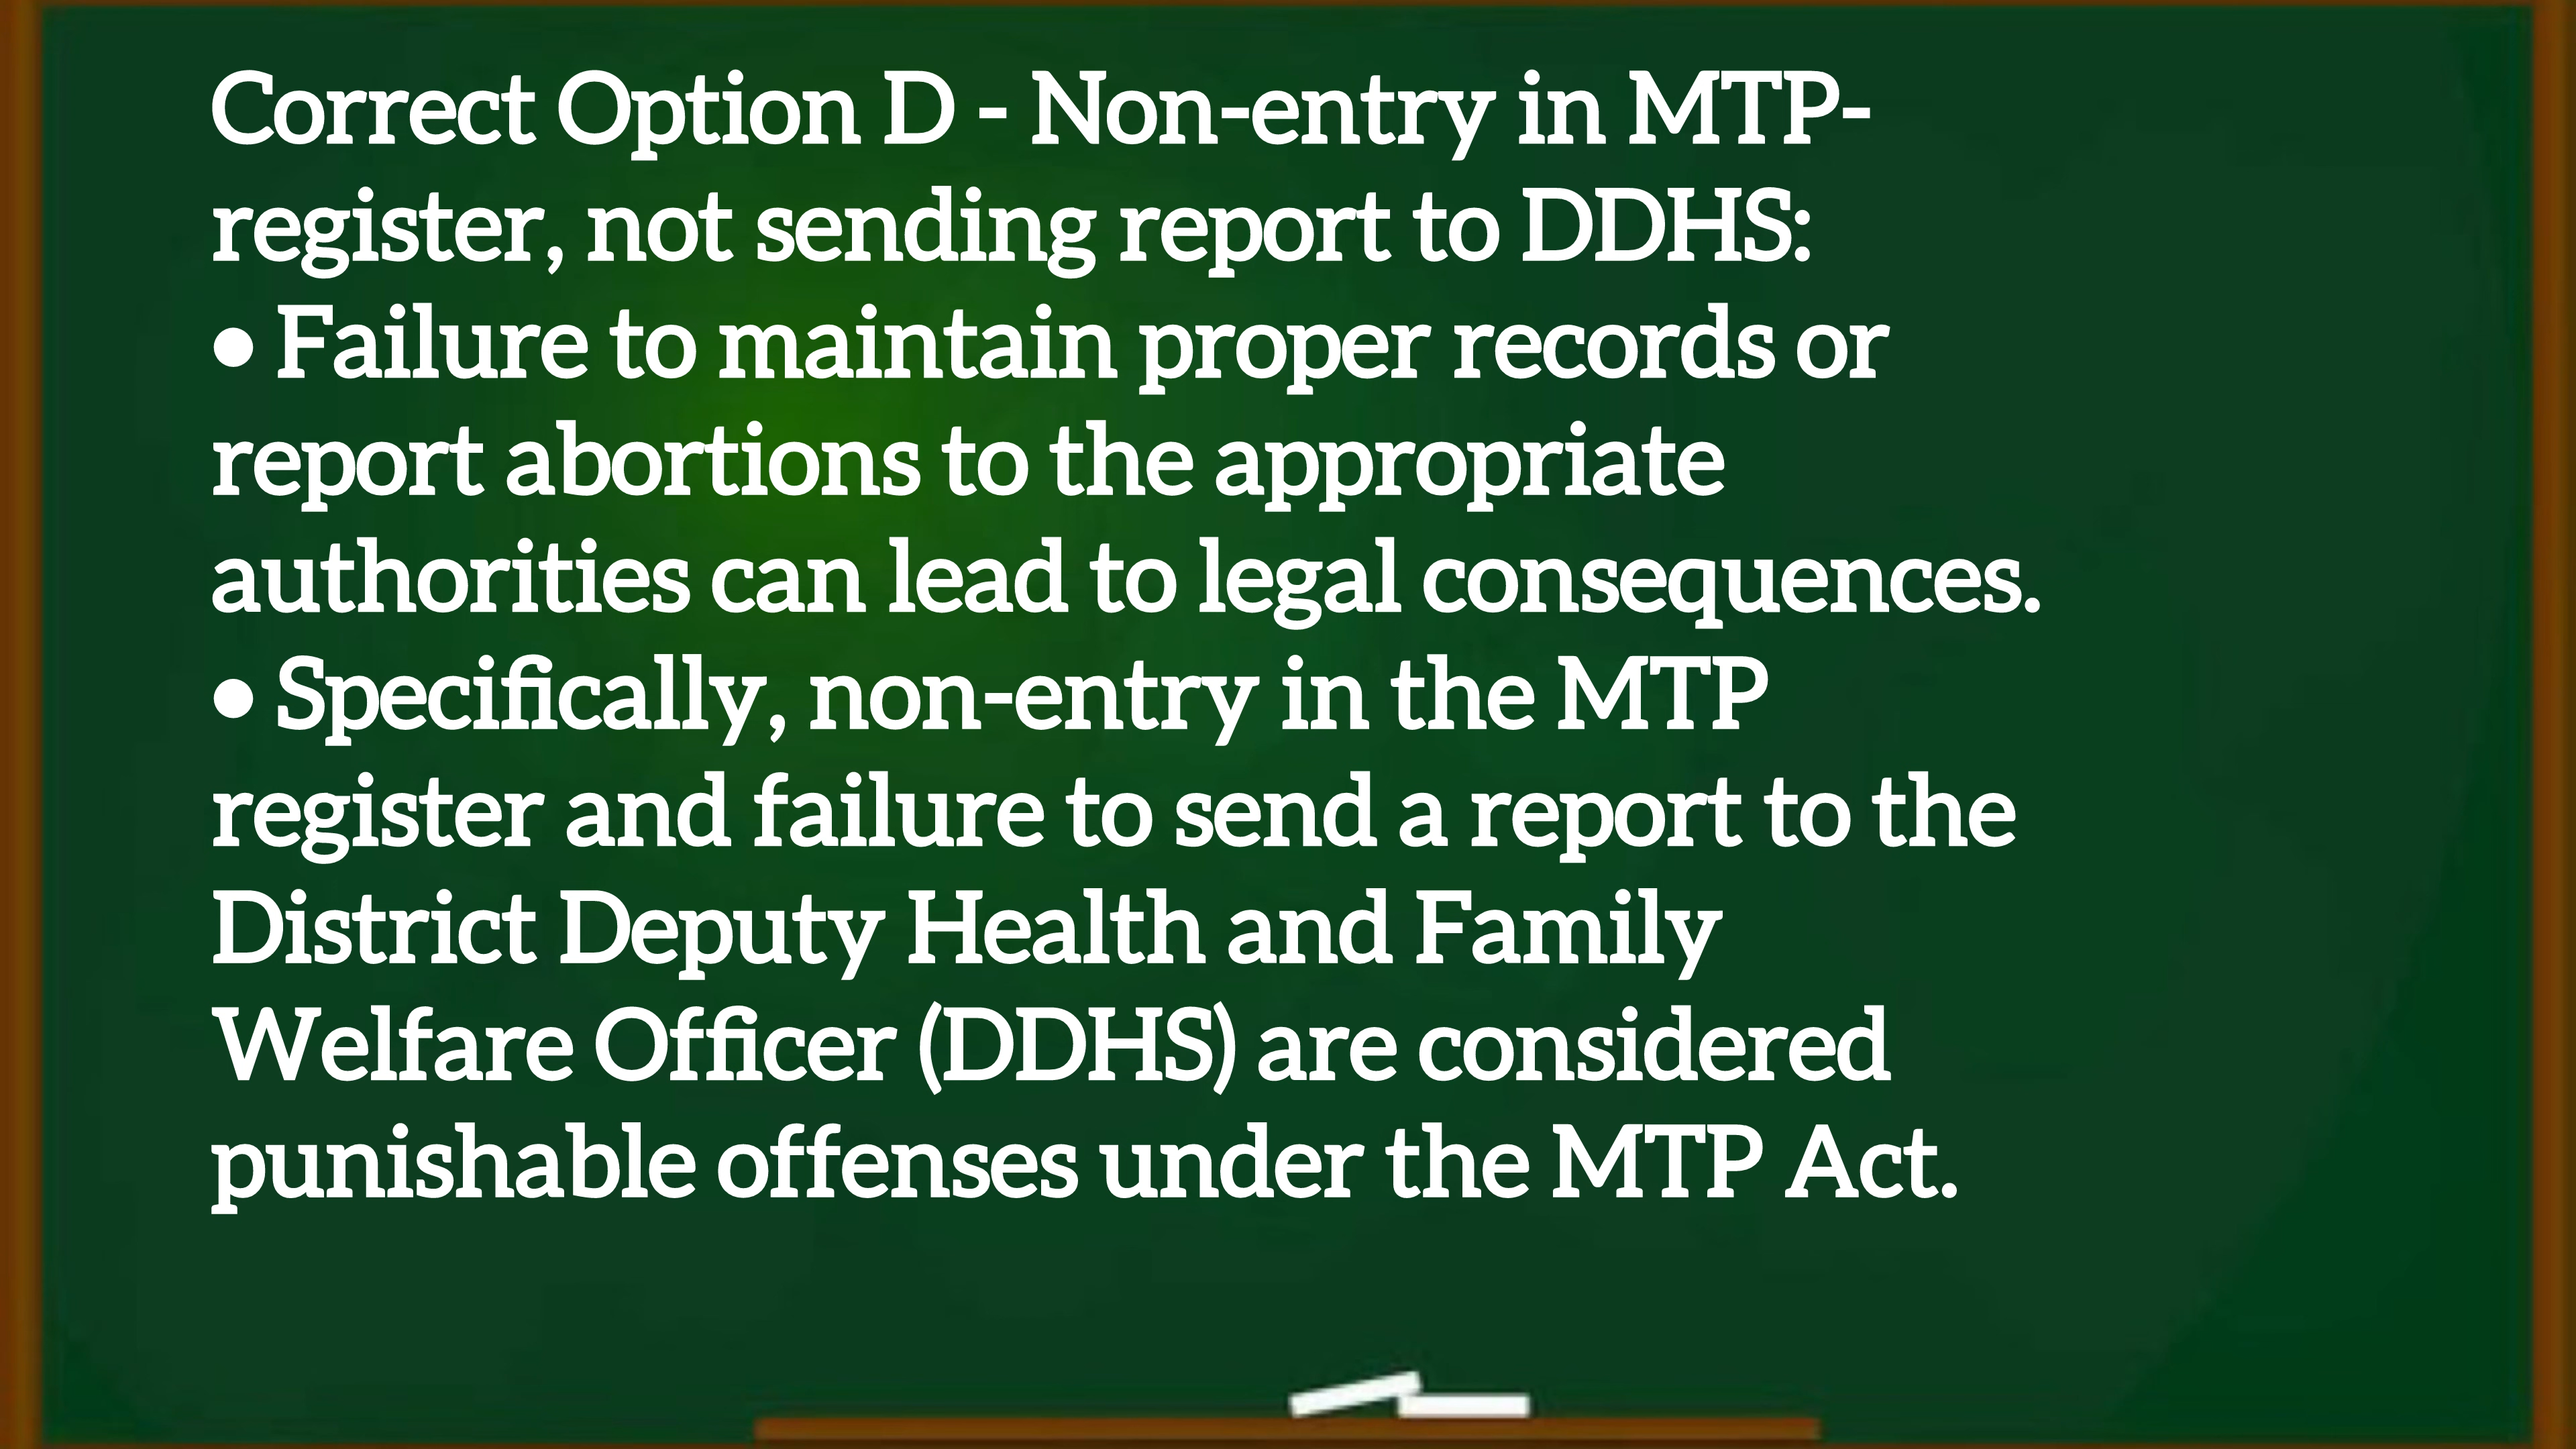 Correct Option D - Non-entry in MTP-
register, not sending report to DDHS:
• Failure to maintain proper records or
report abortions to the appropriate
authorities can lead to legal consequences.
• Specifically, non-entry in the MTP
register and failure to send a report to the
District Deputy Health and Family
Welfare Officer (DDHS) are considered
punishable offenses under the MTP Act.